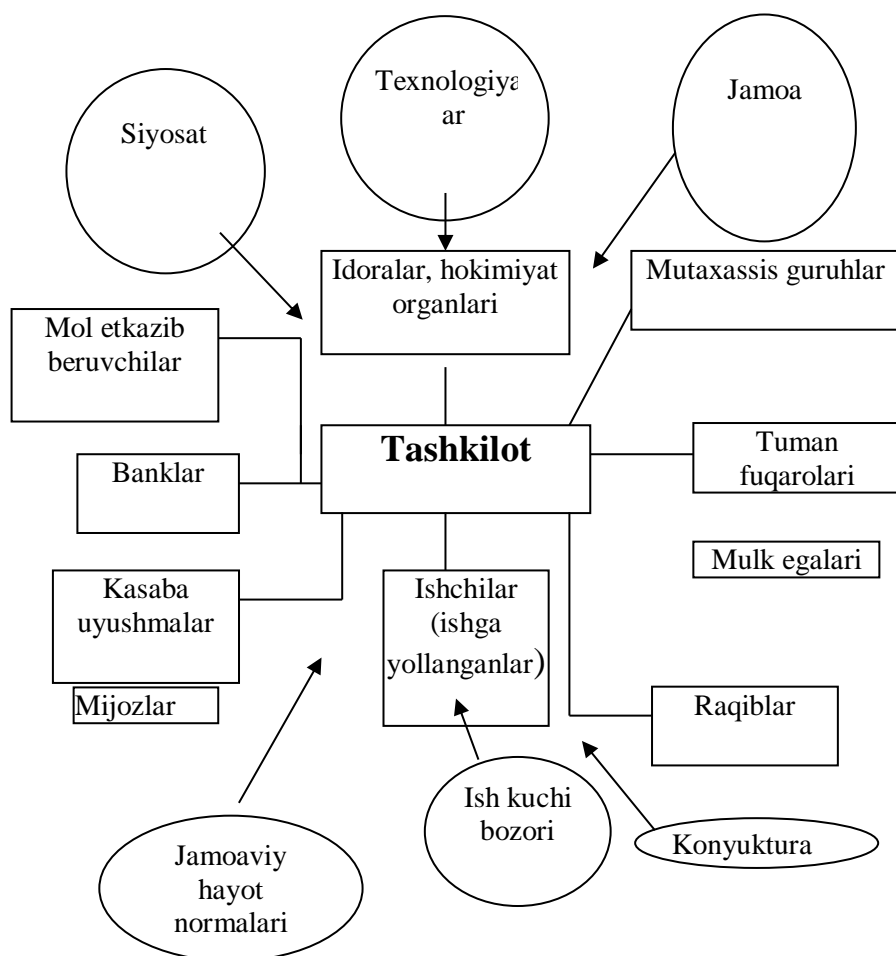 Siyosat
Texnologiya
ar
Jamoa
Idoralar, hokimiyat
organlari
Mutaxassis guruhlar
Mol etkazib
beruvchilar
Tashkilot
Tuman
fuqarolari
Banklar
Mulk egalari
Kasaba
uyushmalar
Ishchilar
(ishga
yollanganlar)
Mijozlar
Raqiblar
Ish kuchi
bozori
Konyuktura
Jamoaviy
hayot
normalari